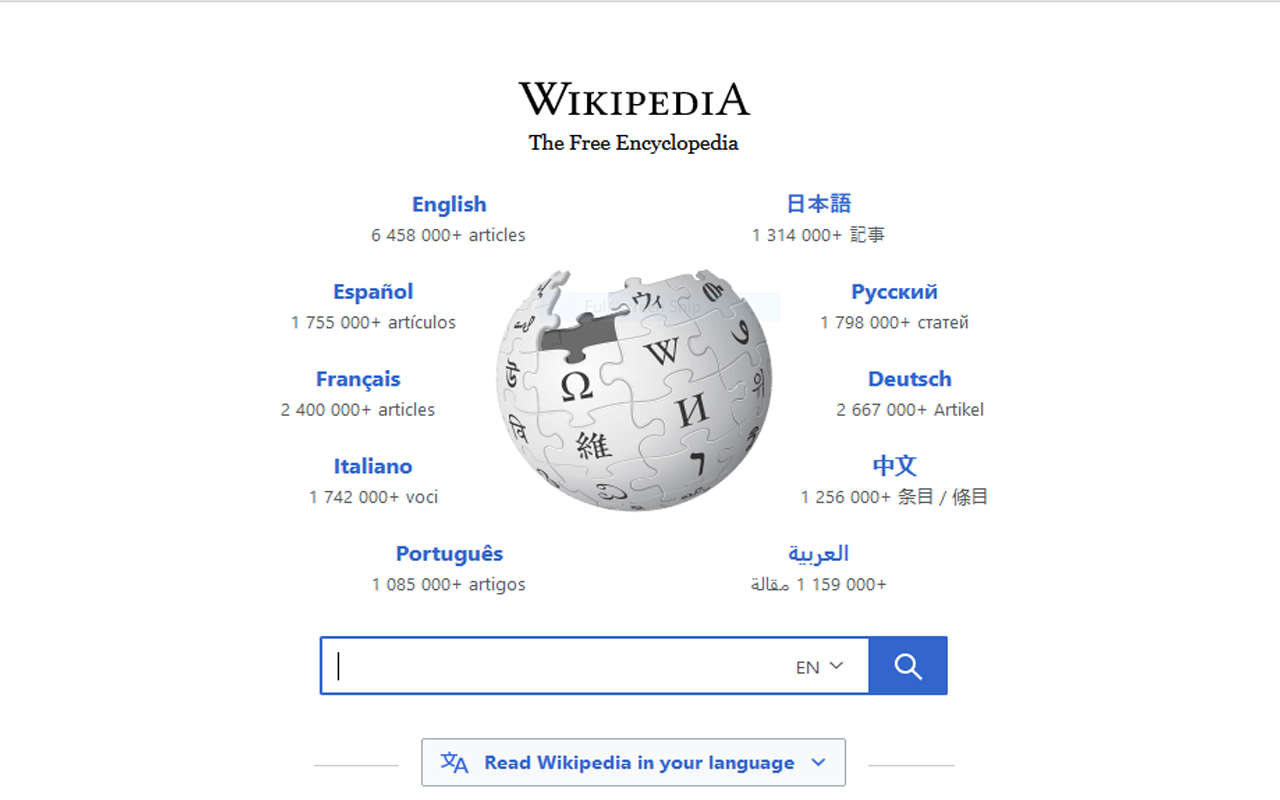 WIKIPEDIA
The Free Encyclopedia
English
6 458 000+ articles
日本語
1 314 000+ 記事
Español
1 755 000+ artículos
Русский
1 798 000+ статей
Français
2 400 000+ articles
Deutsch
2 667 000+ Artikel
Italiano
1 742 000+ voci
中文
1 256 000+ 条目 / 條目
Português
1 085 000+ artigos
العربية
1 159 000+ مقالة
Ω
W
И
維
EN
Read Wikipedia in your language